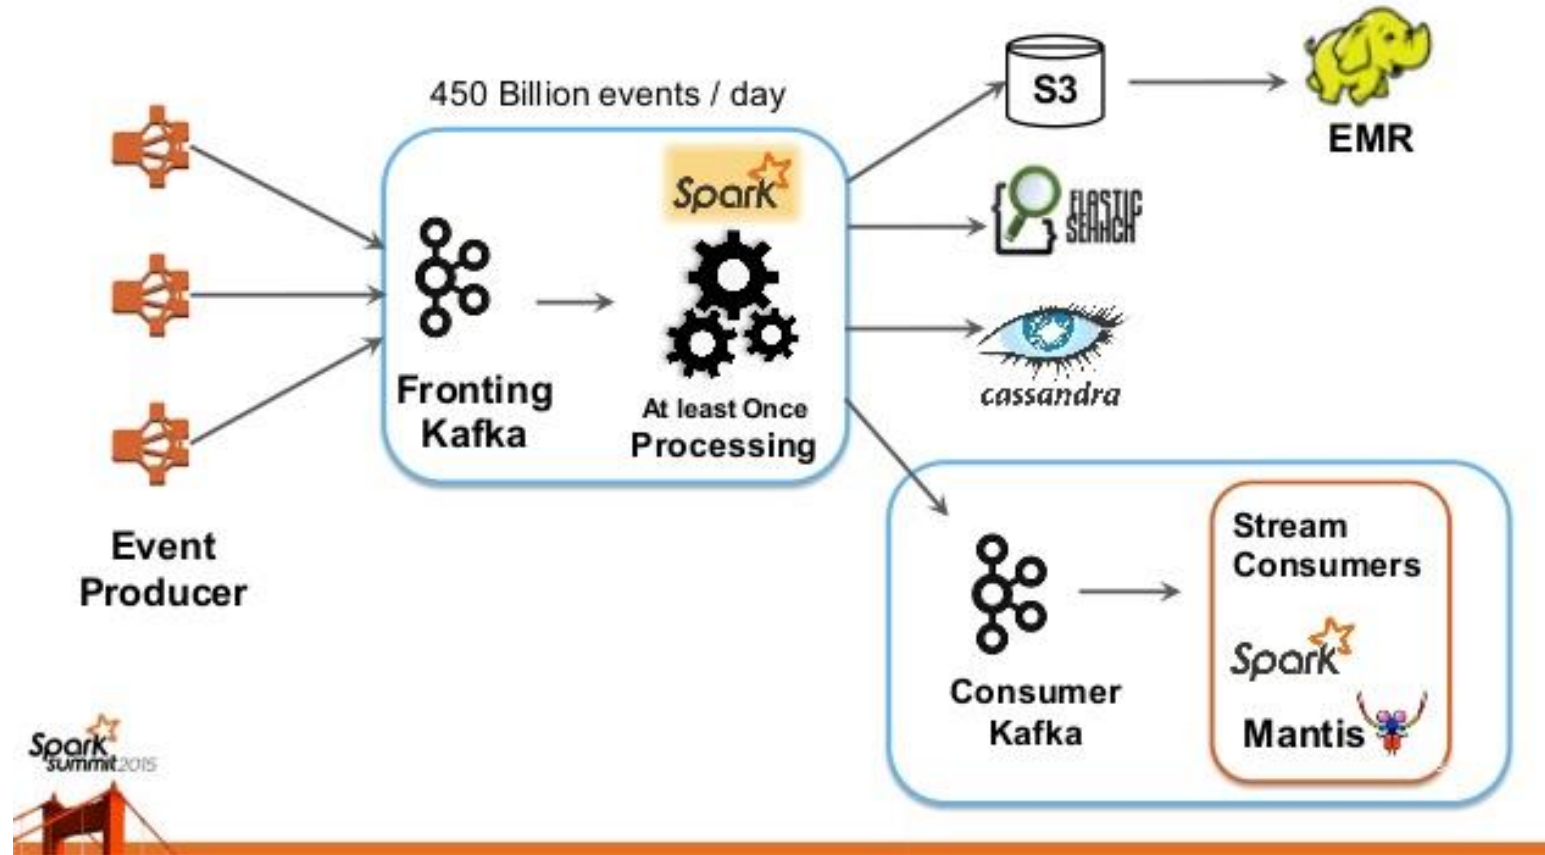 450 Billion events / day
S3
EMR
Spark
ELASTIC
SEARCH
Fronting
Kafka
At least Once
Processing
cassandra
Event
Producer
Stream
Consumers
Spark
Mantis
Consumer
Kafka
Spark
summit2015